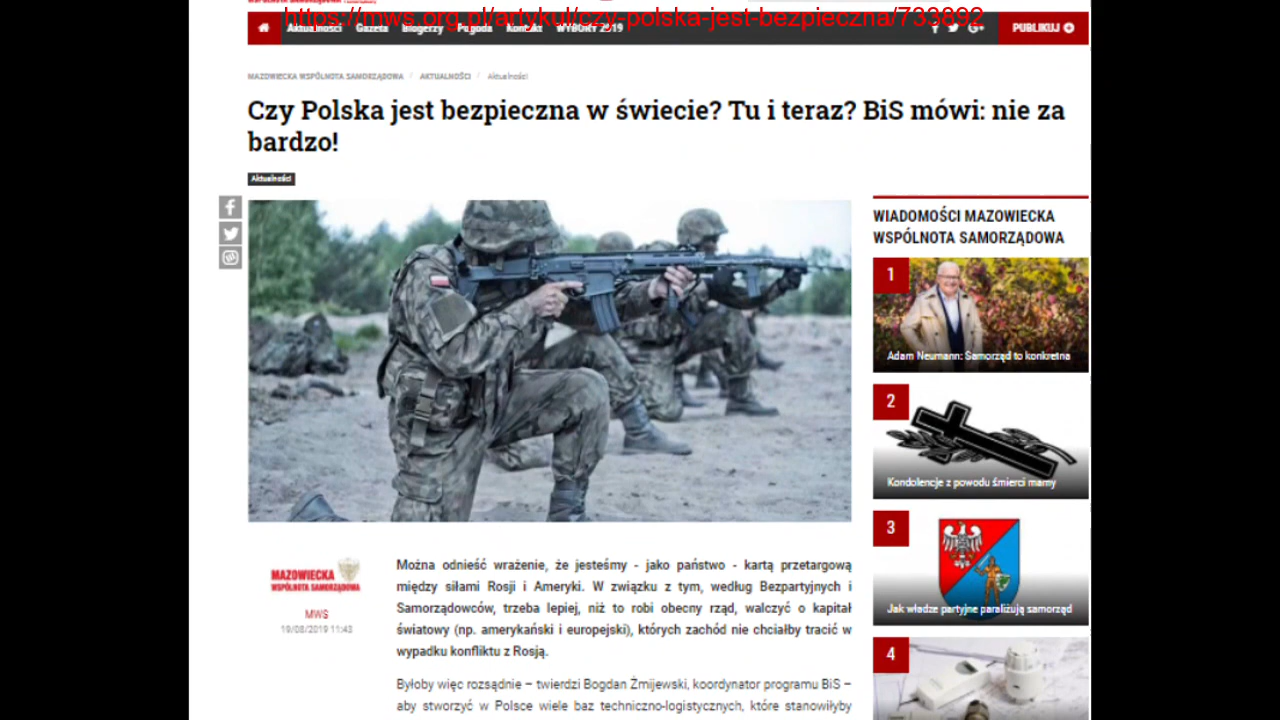 https://mws.org.pl/artykul/czy-polska-jest-bezpieczna/733892
Aktualności Gazeta Blogerzy Pogoda Kontakt WYBORY 2019 PUBLIKUJ
MAZOWIECKA WSPÓLNOTA SAMORZĄDOWA / AKTUALNOŚCI / Aktualności
Czy Polska jest bezpieczna w świecie? Tu i teraz? BiS mówi: nie za
bardzo!
Aktualności
WIADOMOŚCI MAZOWIECKA
WSPÓLNOTA SAMORZĄDOWA
1
Adam Neumann: Samorząd to konkretna
2
Kondolencje z powodu śmierci mamy
3
Jak władze partyjne paraliżują samorząd
4
MAZOWIECKA
WSPÓLNOTA SAMORZĄDOWA
MWS
19/08/2019 11:43
Można odnieść wrażenie, że jesteśmy - jako państwo - kartą przetargową
między siłami Rosji i Ameryki. W związku z tym, według Bezpartyjnych i
Samorządowców, trzeba lepiej, niż to robi obecny rząd, walczyć o kapitał
światowy (np. amerykański i europejski), których zachód nie chciałby tracić w
wypadku konfliktu z Rosją.
Byłoby więc rozsądnie – twierdzi Bogdan Żmijewski, koordynator programu BiS –
aby stworzyć w Polsce wiele baz techniczno-logistycznych, które stanowiłyby